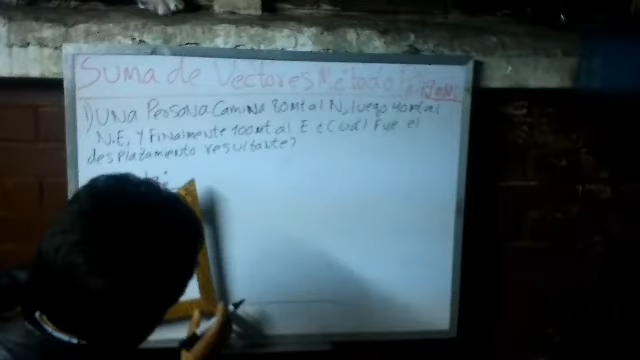 Suma de Vectores Método
1) UNA Persona Camina 80mt al N, luego 40mt al
N.E, Y Finalmente 100mt al E ¿Cual Fue el
desplazamiento resultante?